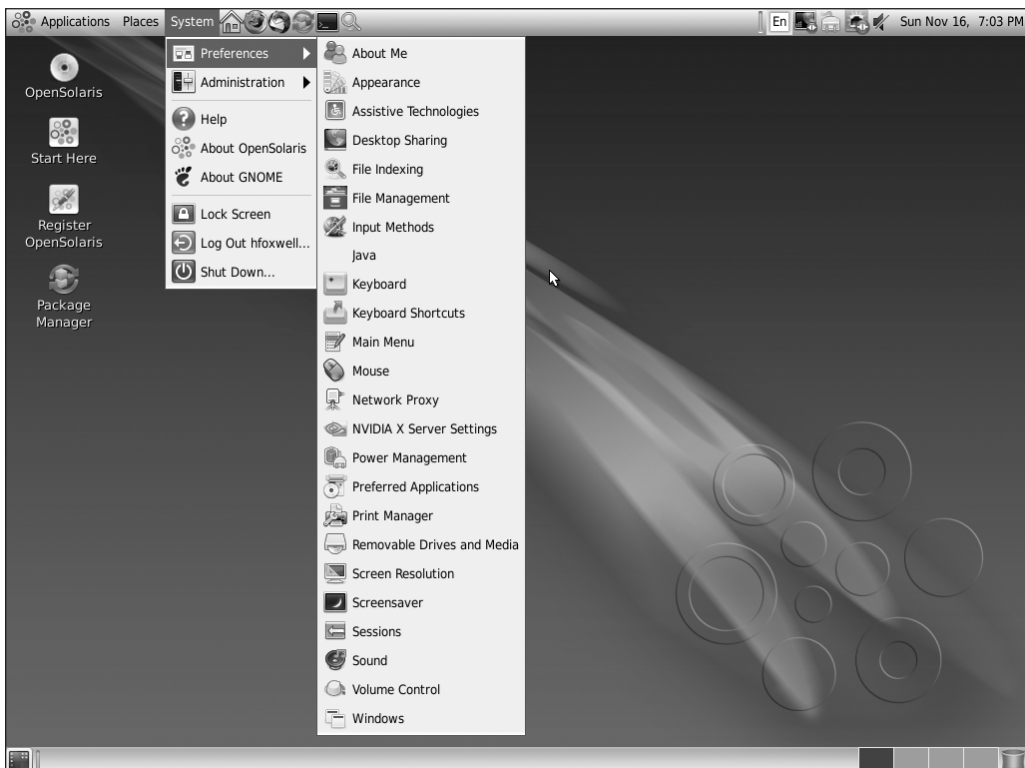 Applications Places System
En Sun Nov 16, 7:03 PM
OpenSolaris
Start Here
Register
OpenSolaris
Package
Manager
Preferences
Administration
Help
About OpenSolaris
About GNOME
Lock Screen
Log Out hfoxwell...
Shut Down...
About Me
Appearance
Assistive Technologies
Desktop Sharing
File Indexing
File Management
Input Methods
Java
Keyboard
Keyboard Shortcuts
Main Menu
Mouse
Network Proxy
NVIDIA X Server Settings
Power Management
Preferred Applications
Print Manager
Removable Drives and Media
Screen Resolution
Screensaver
Sessions
Sound
Volume Control
Windows